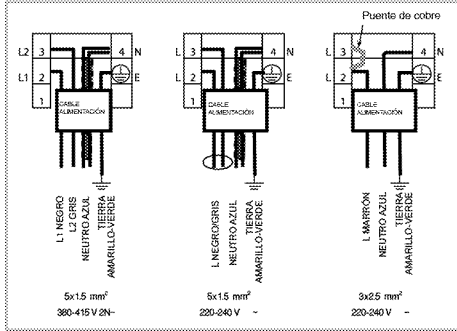 Puente de cobre
L2 3 4 N
L1 2 E
1
CABLE
ALIMENTACIÓN
L 3 4 N
2 E
1
CABLE
ALIMENTACIÓN
L 3 4 N
L 2 E
1
CABLE
ALIMENTACIÓN
L1 NEGRO
L2 GRIS
NEUTRO AZUL
TIERRA
AMARILLO-VERDE
L NEGRO/GRIS
NEUTRO AZUL
TIERRA
AMARILLO-VERDE
L MARRÓN
NEUTRO AZUL
TIERRA
AMARILLO-VERDE
5x1.5 mm²
380-415 V 2N~
5x1.5 mm²
220-240 V ~
3x2.5 mm²
220-240 V ~